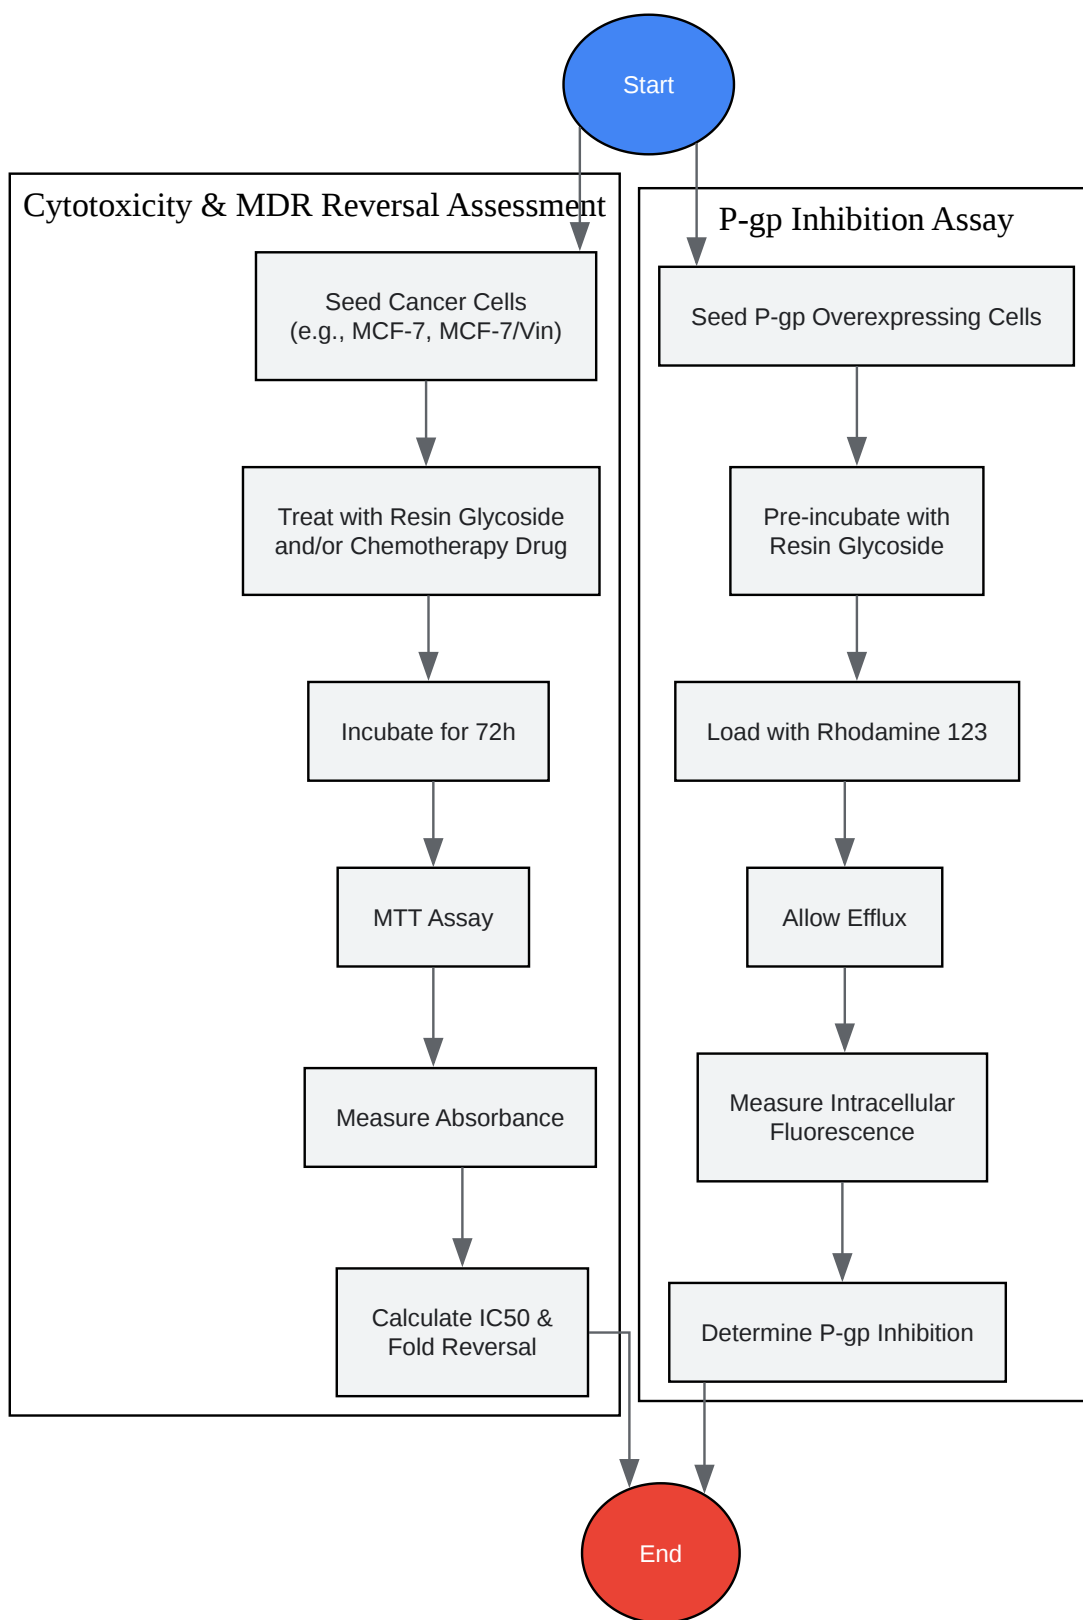 Start
Cytotoxicity & MDR Reversal Assessment
Seed Cancer Cells
(e.g., MCF-7, MCF-7/Vin)
Treat with Resin Glycoside
and/or Chemotherapy Drug
Incubate for 72h
MTT Assay
Measure Absorbance
Calculate IC50 &
Fold Reversal
P-gp Inhibition Assay
Seed P-gp Overexpressing Cells
Pre-incubate with
Resin Glycoside
Load with Rhodamine 123
Allow Efflux
Measure Intracellular
Fluorescence
Determine P-gp Inhibition
End